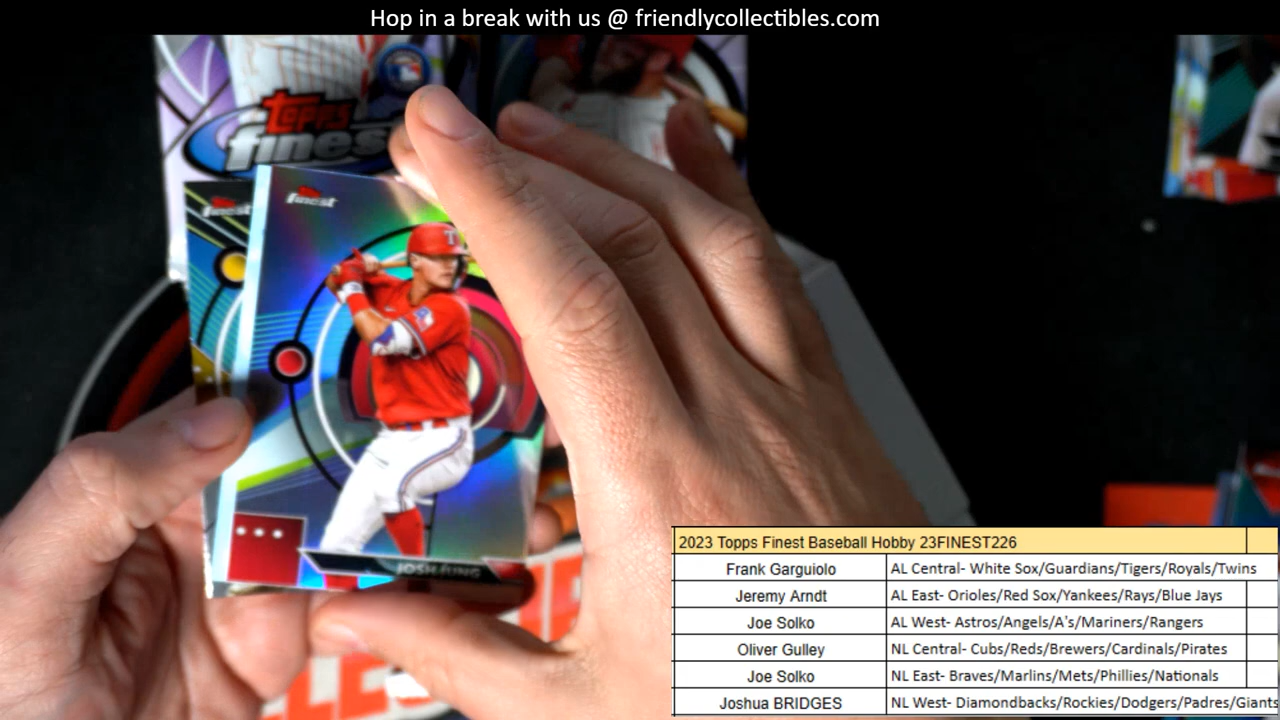 Hop in a break with us @ friendlycollectibles.com
TOPPS
finest
finest
finest
T
JOSH JUNG
2023 Topps Finest Baseball Hobby 23FINEST226
Frank Garguiolo AL Central- White Sox/Guardians/Tigers/Royals/Twins
Jeremy Arndt AL East- Orioles/Red Sox/Yankees/Rays/Blue Jays
Joe Solko AL West- Astros/Angels/A's/Mariners/Rangers
Oliver Gulley NL Central- Cubs/Reds/Brewers/Cardinals/Pirates
Joe Solko NL East- Braves/Marlins/Mets/Phillies/Nationals
Joshua BRIDGES NL West- Diamondbacks/Rockies/Dodgers/Padres/Giants